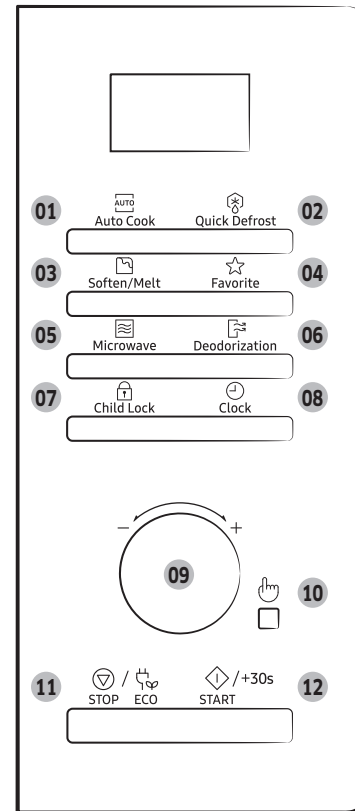 AUTO
01 Auto Cook Quick Defrost 02
03 Soften/Melt Favorite 04
05 Microwave Deodorization 06
07 Child Lock Clock 08
− +
09
10
11 / /+30s 12
STOP ECO START